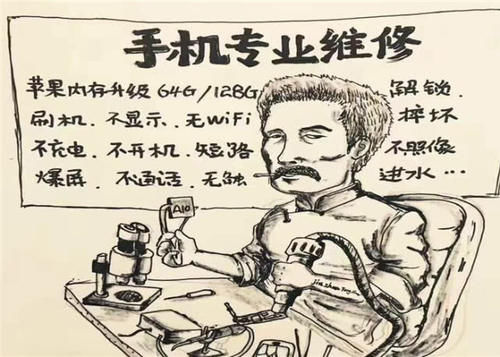 手机专业维修
苹果内存升级 64G/128G 解锁
刷机.不显示.无WiFi 摔坏
不充电.不开机.短路 不照像
爆屏.不通话.无触 进水…
A10